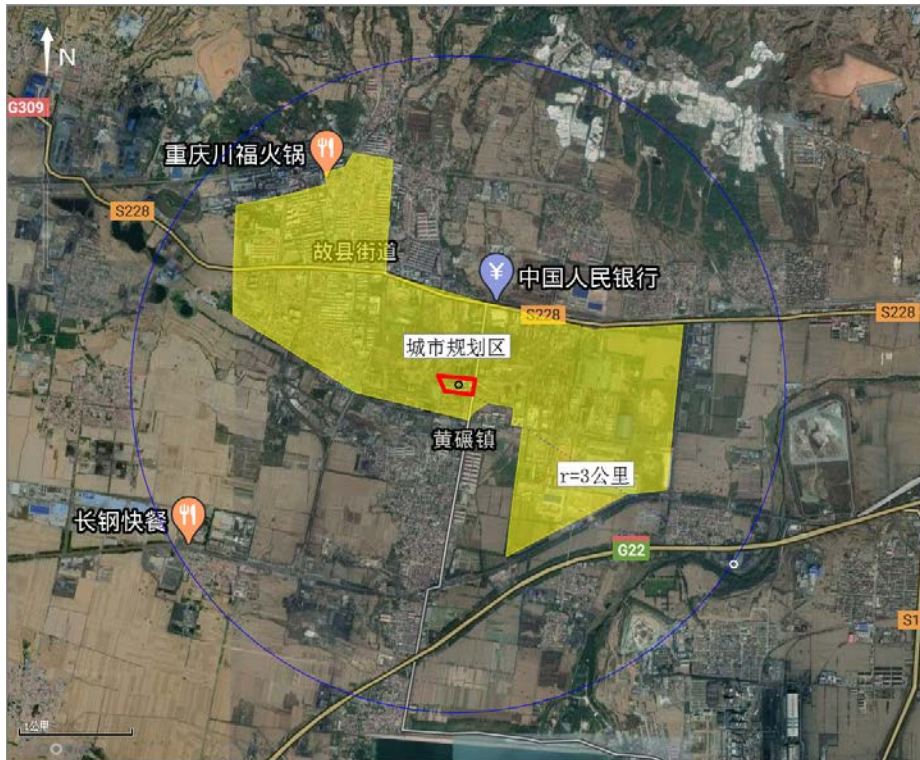 N
G309
重庆川福火锅
S228
故县街道
中国人民银行
S228
S228
城市规划区
黄碾镇
r=3公里
长钢快餐
G22
S1
1公里